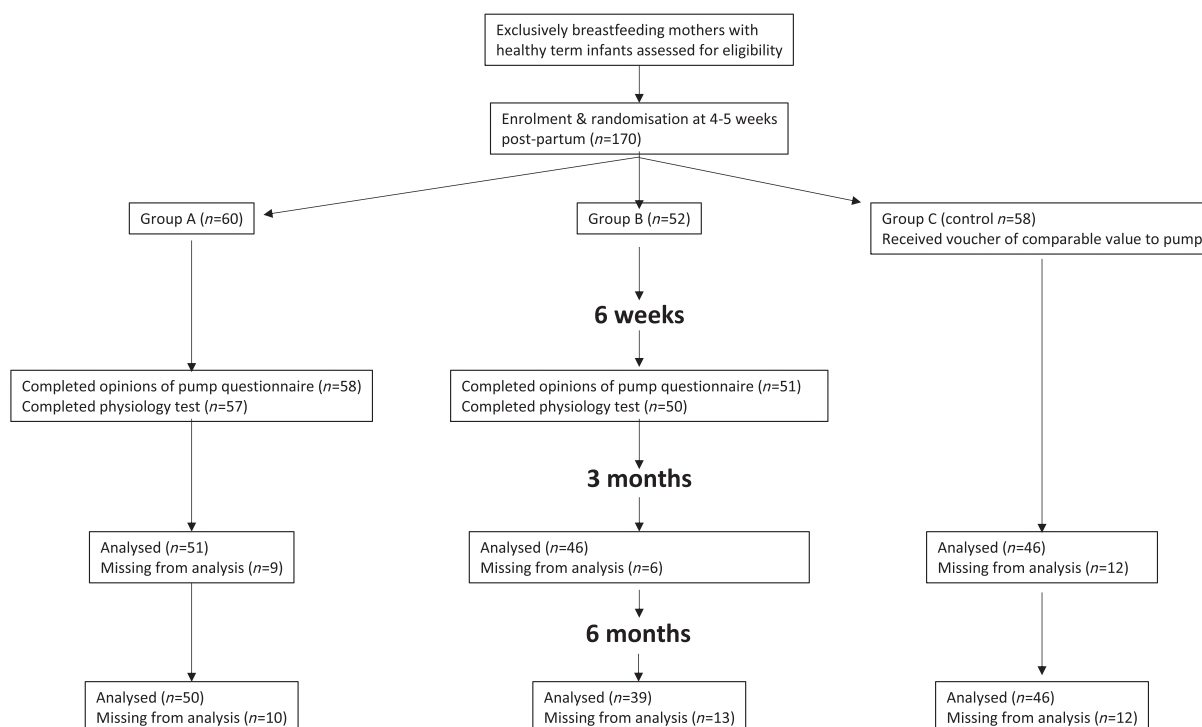 Exclusively breastfeeding mothers with
healthy term infants assessed for eligibility
Enrolment & randomisation at 4-5 weeks
post-partum (n=170)
Group A (n=60)
Group B (n=52)
Group C (control n=58)
Received voucher of comparable value to pump
6 weeks
Completed opinions of pump questionnaire (n=58)
Completed physiology test (n=57)
Completed opinions of pump questionnaire (n=51)
Completed physiology test (n=50)
3 months
Analysed (n=51)
Missing from analysis (n=9)
Analysed (n=46)
Missing from analysis (n=6)
Analysed (n=46)
Missing from analysis (n=12)
6 months
Analysed (n=50)
Missing from analysis (n=10)
Analysed (n=39)
Missing from analysis (n=13)
Analysed (n=46)
Missing from analysis (n=12)